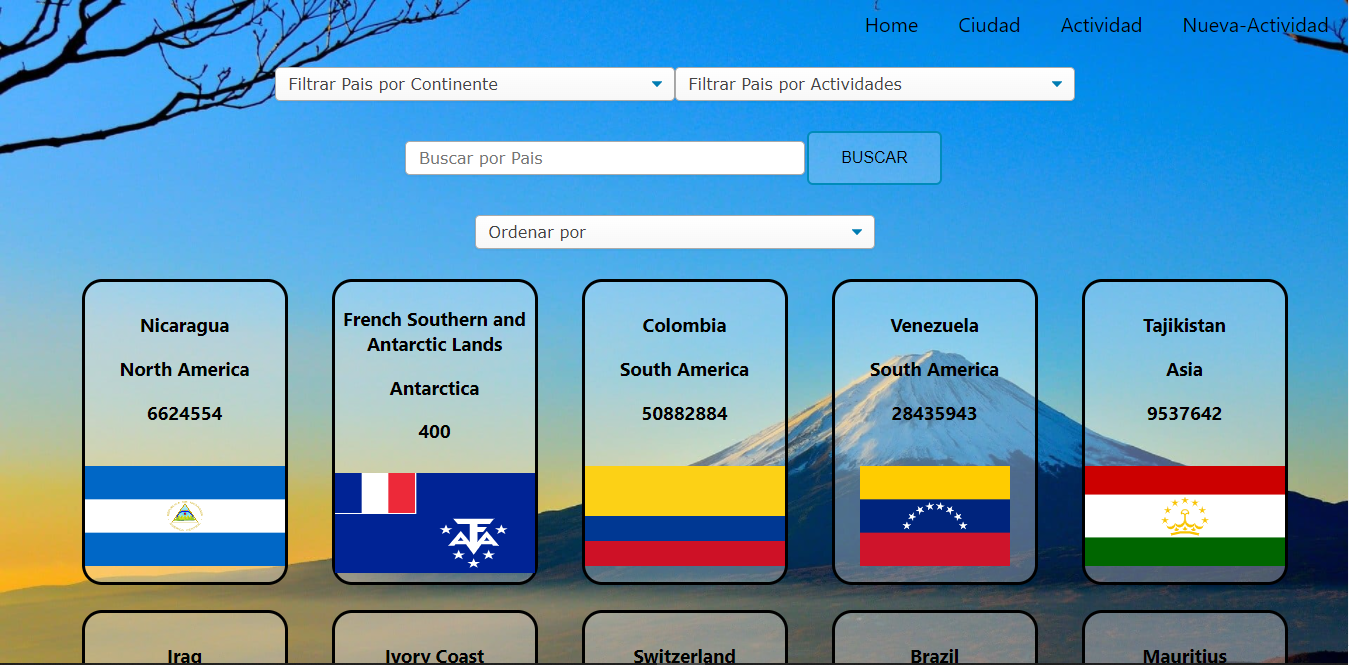 Home Ciudad Actividad Nueva-Actividad
Filtrar Pais por Continente Filtrar Pais por Actividades
Buscar por Pais BUSCAR
Ordenar por
Nicaragua
North America
6624554
French Southern and
Antarctic Lands
Antarctica
400
TAAF
Colombia
South America
50882884
Venezuela
South America
28435943
Tajikistan
Asia
9537642
Iraq Ivory Coast Switzerland Brazil Mauritius